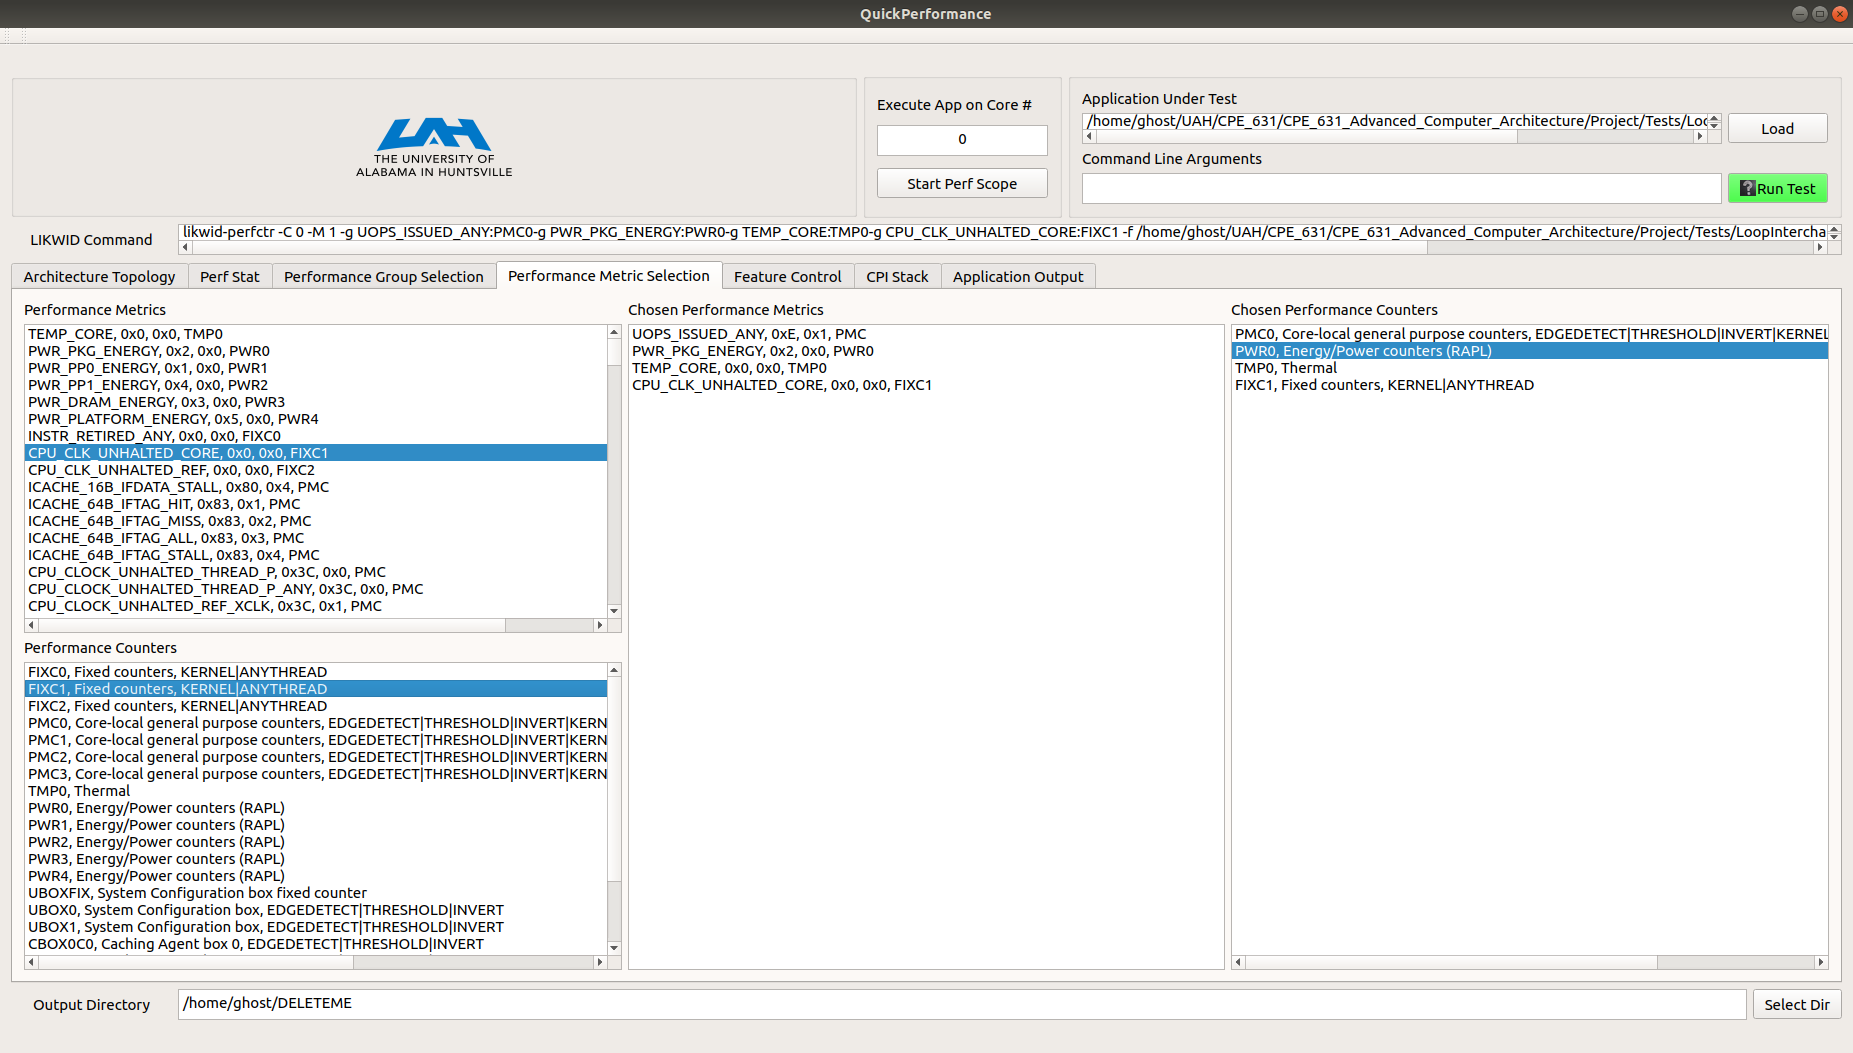 QuickPerformance
THE UNIVERSITY OF
ALABAMA IN HUNTSVILLE
UAH
Execute App on Core #
0
Start Perf Scope
Application Under Test
/home/ghost/UAH/CPE_631/CPE_631_Advanced_Computer_Architecture/Project/Tests/Loo
Load
Command Line Arguments
?Run Test
LIKWID Command
likwid-perfctr -C 0 -M 1 -g UOPS_ISSUED_ANY:PMC0-g PWR_PKG_ENERGY:PWR0-g TEMP_CORE:TMP0-g CPU_CLK_UNHALTED_CORE:FIXC1 -f /home/ghost/UAH/CPE_631/CPE_631_Advanced_Computer_Architecture/Project/Tests/LoopIntercha
Architecture Topology
Perf Stat
Performance Group Selection
Performance Metric Selection
Feature Control
CPI Stack
Application Output
Performance Metrics
TEMP_CORE, 0x0, 0x0, TMP0
PWR_PKG_ENERGY, 0x2, 0x0, PWR0
PWR_PP0_ENERGY, 0x1, 0x0, PWR1
PWR_PP1_ENERGY, 0x4, 0x0, PWR2
PWR_DRAM_ENERGY, 0x3, 0x0, PWR3
PWR_PLATFORM_ENERGY, 0x5, 0x0, PWR4
INSTR_RETIRED_ANY, 0x0, 0x0, FIXC0
CPU_CLK_UNHALTED_CORE, 0x0, 0x0, FIXC1
CPU_CLK_UNHALTED_REF, 0x0, 0x0, FIXC2
ICACHE_16B_IFDATA_STALL, 0x80, 0x4, PMC
ICACHE_64B_IFTAG_HIT, 0x83, 0x1, PMC
ICACHE_64B_IFTAG_MISS, 0x83, 0x2, PMC
ICACHE_64B_IFTAG_ALL, 0x83, 0x3, PMC
ICACHE_64B_IFTAG_STALL, 0x83, 0x4, PMC
CPU_CLOCK_UNHALTED_THREAD_P, 0x3C, 0x0, PMC
CPU_CLOCK_UNHALTED_THREAD_P_ANY, 0x3C, 0x0, PMC
CPU_CLOCK_UNHALTED_REF_XCLK, 0x3C, 0x1, PMC
Performance Counters
FIXC0, Fixed counters, KERNEL|ANYTHREAD
FIXC1, Fixed counters, KERNEL|ANYTHREAD
FIXC2, Fixed counters, KERNEL|ANYTHREAD
PMC0, Core-local general purpose counters, EDGEDETECT|THRESHOLD|INVERT|KERN
PMC1, Core-local general purpose counters, EDGEDETECT|THRESHOLD|INVERT|KERN
PMC2, Core-local general purpose counters, EDGEDETECT|THRESHOLD|INVERT|KERN
PMC3, Core-local general purpose counters, EDGEDETECT|THRESHOLD|INVERT|KERN
TMP0, Thermal
PWR0, Energy/Power counters (RAPL)
PWR1, Energy/Power counters (RAPL)
PWR2, Energy/Power counters (RAPL)
PWR3, Energy/Power counters (RAPL)
PWR4, Energy/Power counters (RAPL)
UBOXFIX, System Configuration box fixed counter
UBOX0, System Configuration box, EDGEDETECT|THRESHOLD|INVERT
UBOX1, System Configuration box, EDGEDETECT|THRESHOLD|INVERT
CBOX0C0, Caching Agent box 0, EDGEDETECT|THRESHOLD|INVERT
Chosen Performance Metrics
UOPS_ISSUED_ANY, 0xE, 0x1, PMC
PWR_PKG_ENERGY, 0x2, 0x0, PWR0
TEMP_CORE, 0x0, 0x0, TMP0
CPU_CLK_UNHALTED_CORE, 0x0, 0x0, FIXC1
Chosen Performance Counters
PMC0, Core-local general purpose counters, EDGEDETECT|THRESHOLD|INVERT|KERNEL
PWR0, Energy/Power counters (RAPL)
TMP0, Thermal
FIXC1, Fixed counters, KERNEL|ANYTHREAD
Output Directory
/home/ghost/DELETEME
Select Dir